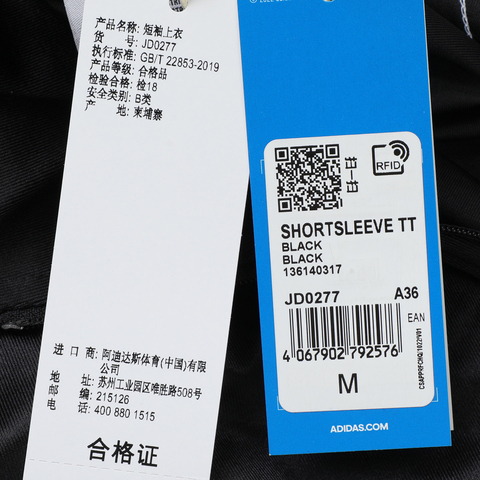 产品名称: 短袖上衣
货 号: JD0277
执行标准: GB/T 22853-2019
产品等级: 合格品
检验合格: 检18
安全类别: B类
产 地: 柬埔寨
进 口 商: 阿迪达斯体育(中国)有限
公司
地 址: 苏州工业园区唯胜路508号
邮 编: 215126
电 话: 400 880 1515
合格证
扫一扫
RFID
SHORTSLEEVE TT
BLACK
BLACK
136140317
JD0277 A36
EAN
4 067902 792576
M
ADIDAS.COM